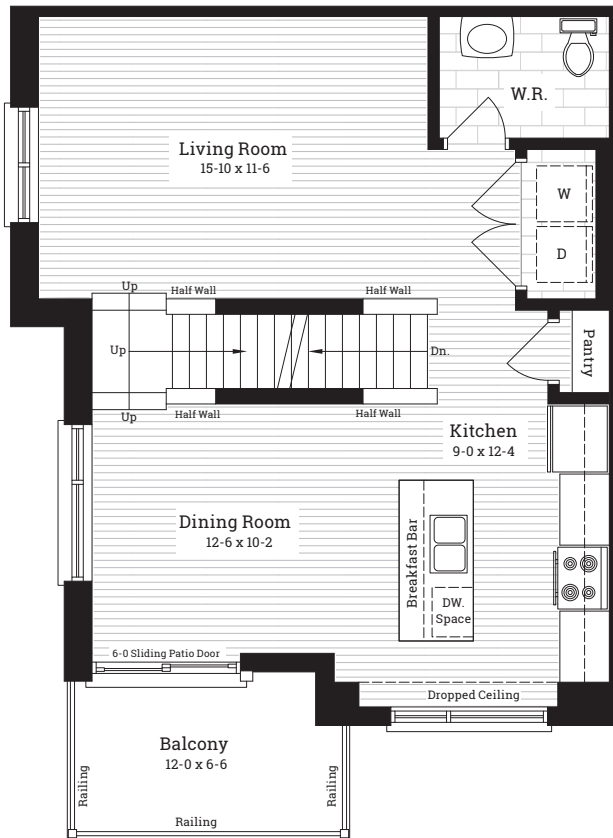 W.R.
Living Room
15-10 x 11-6
W
D
Up
Half Wall
Half Wall
Up
Dn.
Pantry
Up
Half Wall
Half Wall
Kitchen
9-0 x 12-4
Dining Room
12-6 x 10-2
Breakfast Bar
DW.
Space
6-0 Sliding Patio Door
Dropped Ceiling
Balcony
12-0 x 6-6
Railing
Railing
Railing